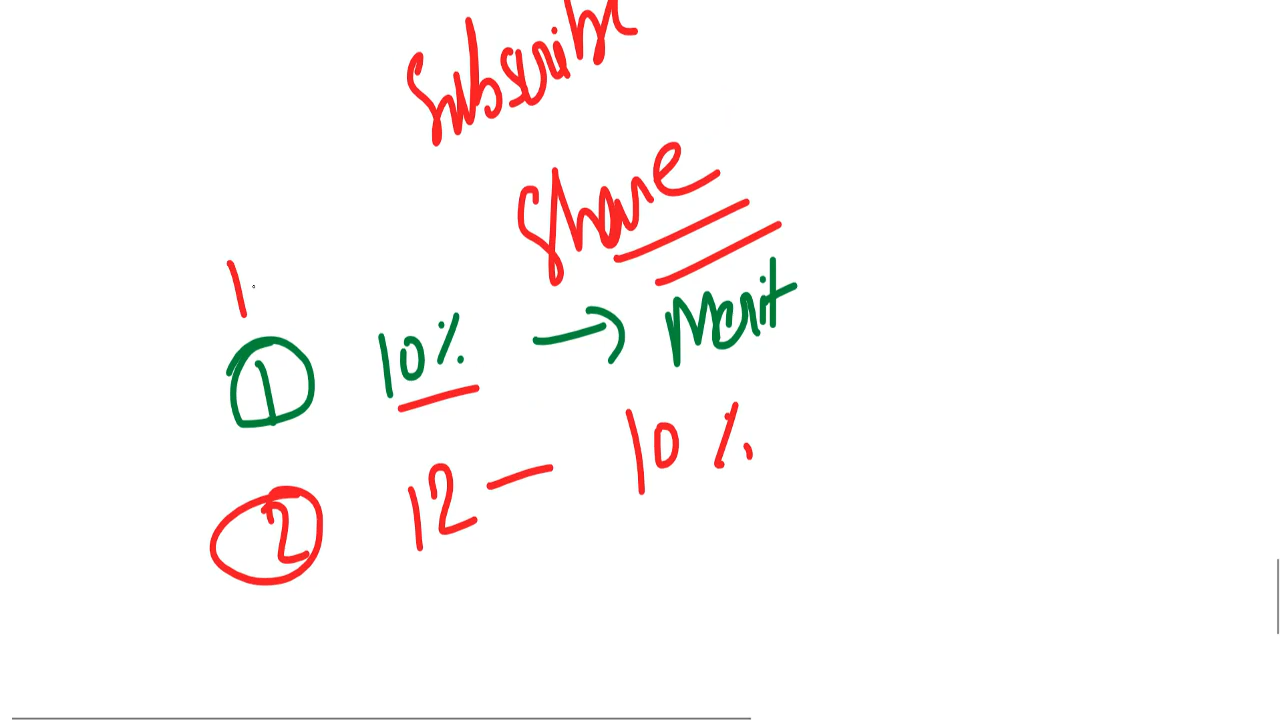 Subscribe
Share
1
1 10% → Merit
2 12 — 10%